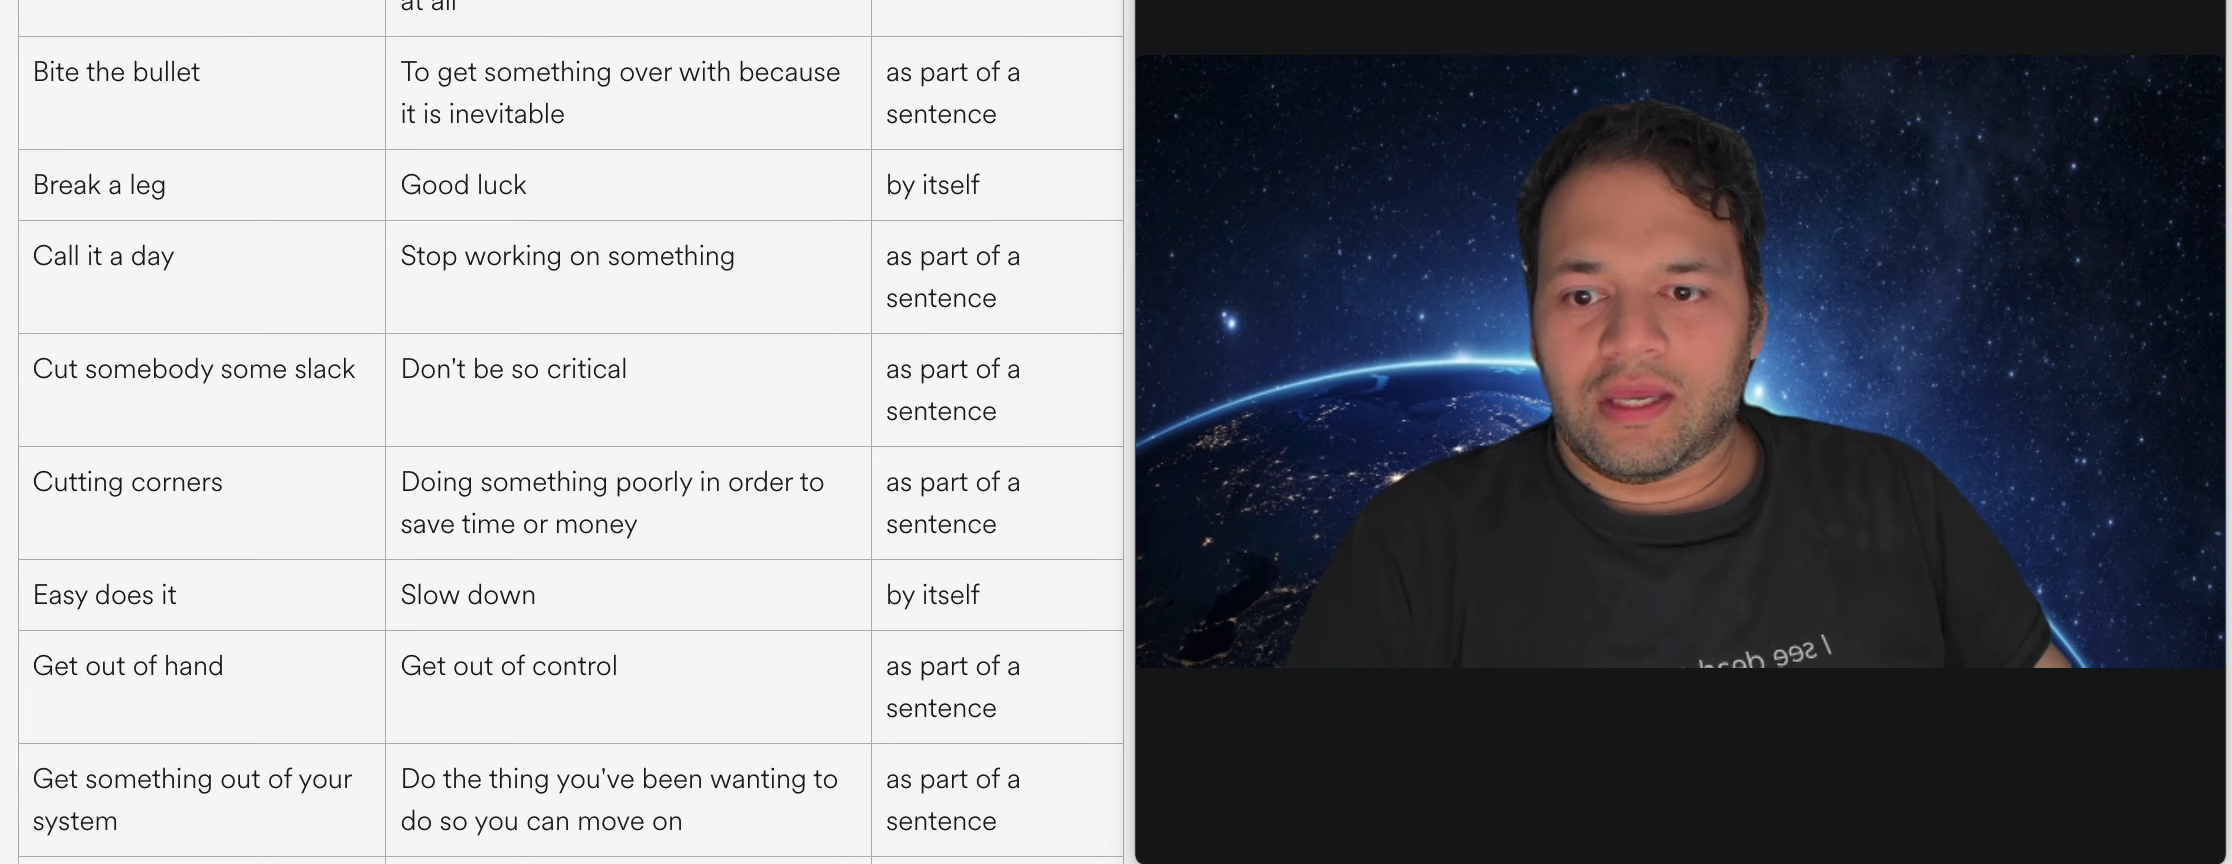 at all
Bite the bullet
To get something over with because
it is inevitable
as part of a
sentence
Break a leg
Good luck
by itself
Call it a day
Stop working on something
as part of a
sentence
Cut somebody some slack
Don't be so critical
as part of a
sentence
Cutting corners
Doing something poorly in order to
save time or money
as part of a
sentence
Easy does it
Slow down
by itself
Get out of hand
Get out of control
as part of a
sentence
Get something out of your
system
Do the thing you've been wanting to
do so you can move on
as part of a
sentence
I see dead